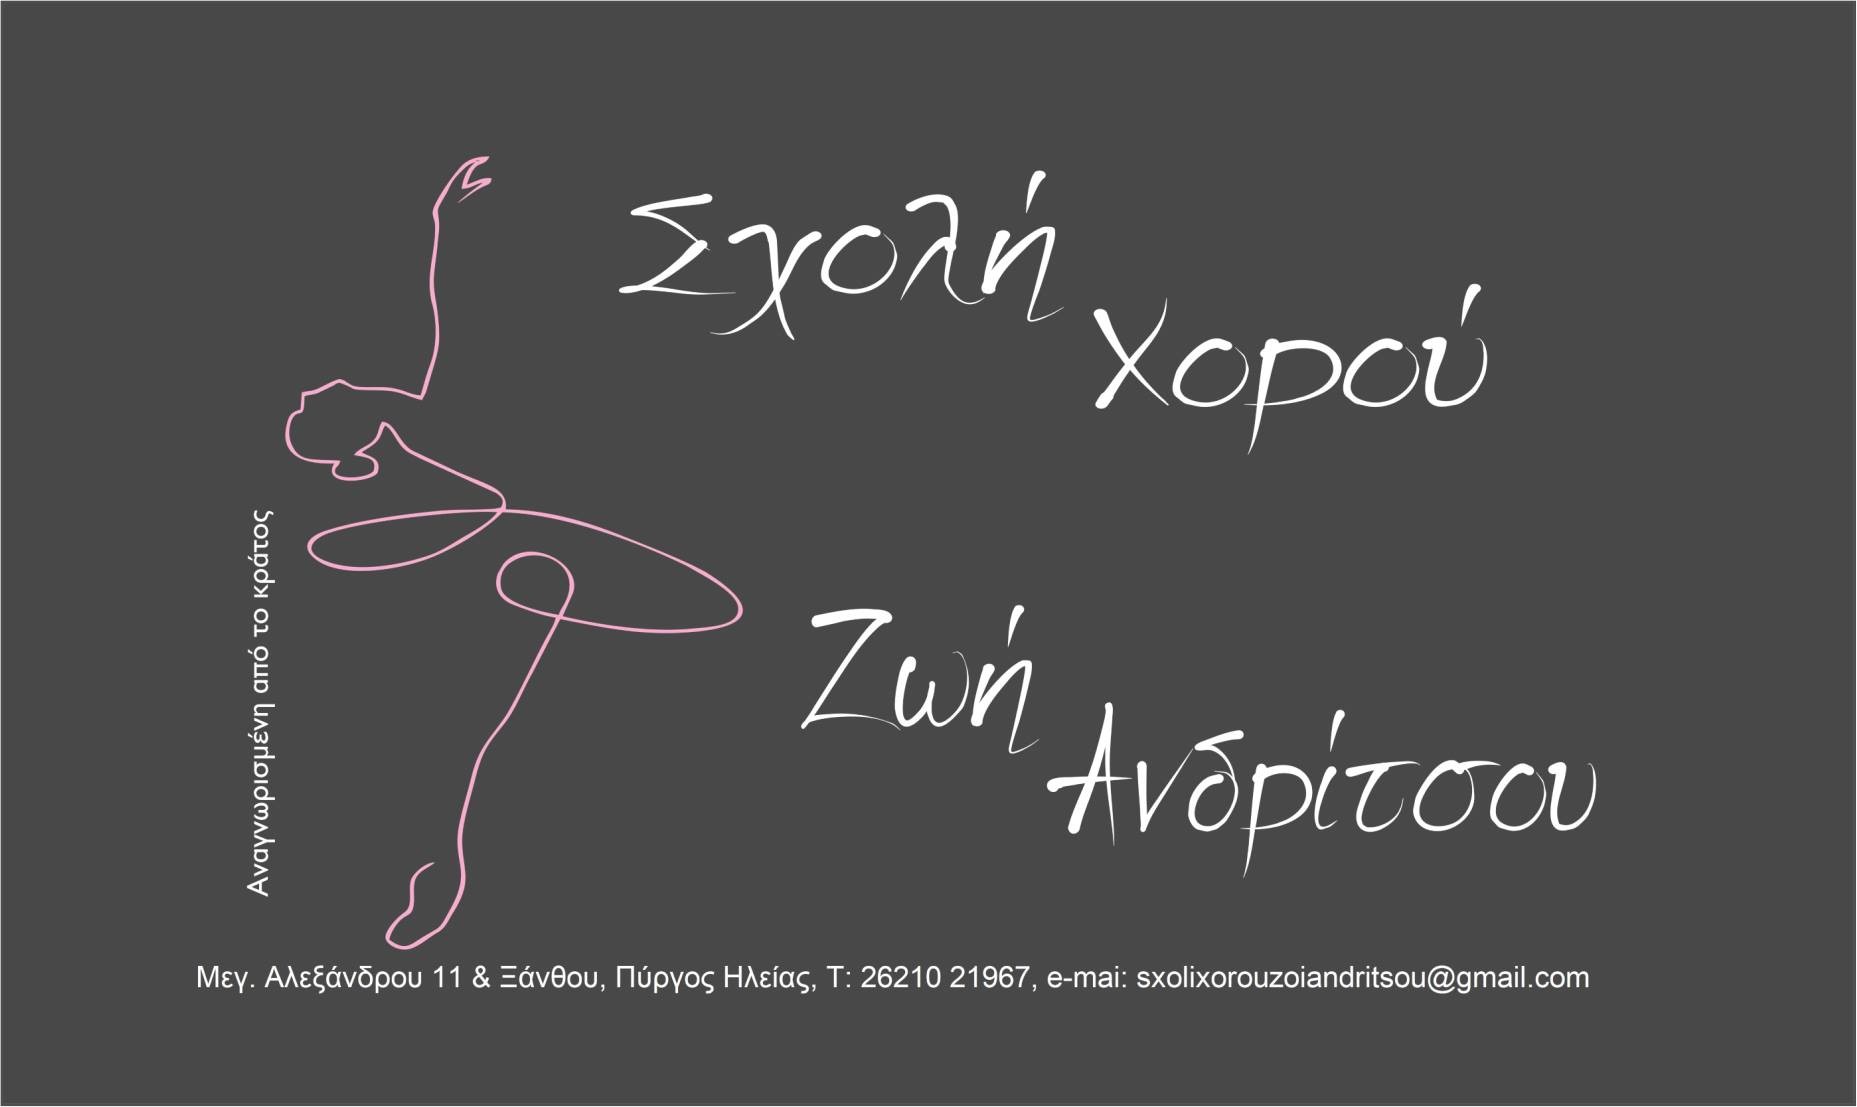 Σχολή
Χορού
Ζωή
Ανδρίτσου
Αναγνωρισμένη από το κράτος
Μεγ. Αλεξάνδρου 11 & Ξάνθου, Πύργος Ηλείας, Τ: 26210 21967, e-mai: sxolixorouzoiandritsou@gmail.com